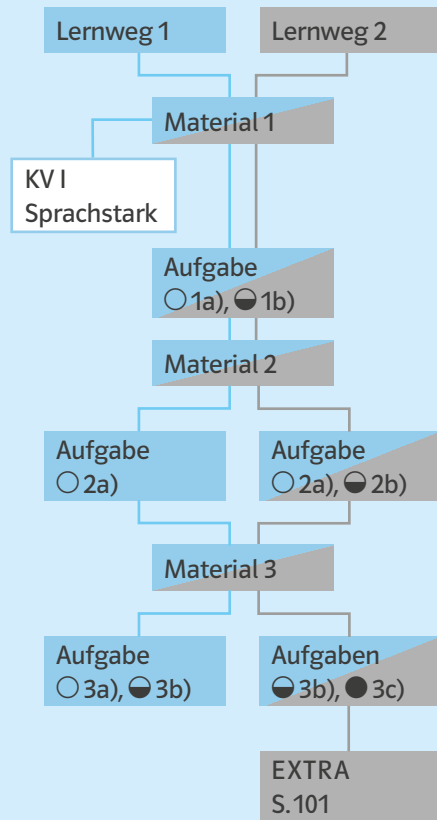 Lernweg 1
Lernweg 2
Material 1
KV I
Sprachstark
Aufgabe
○ 1a), ◒ 1b)
Material 2
Aufgabe
○ 2a)
Aufgabe
○ 2a), ◒ 2b)
Material 3
Aufgabe
○ 3a), ◒ 3b)
Aufgaben
◒ 3b), ● 3c)
EXTRA
S. 101